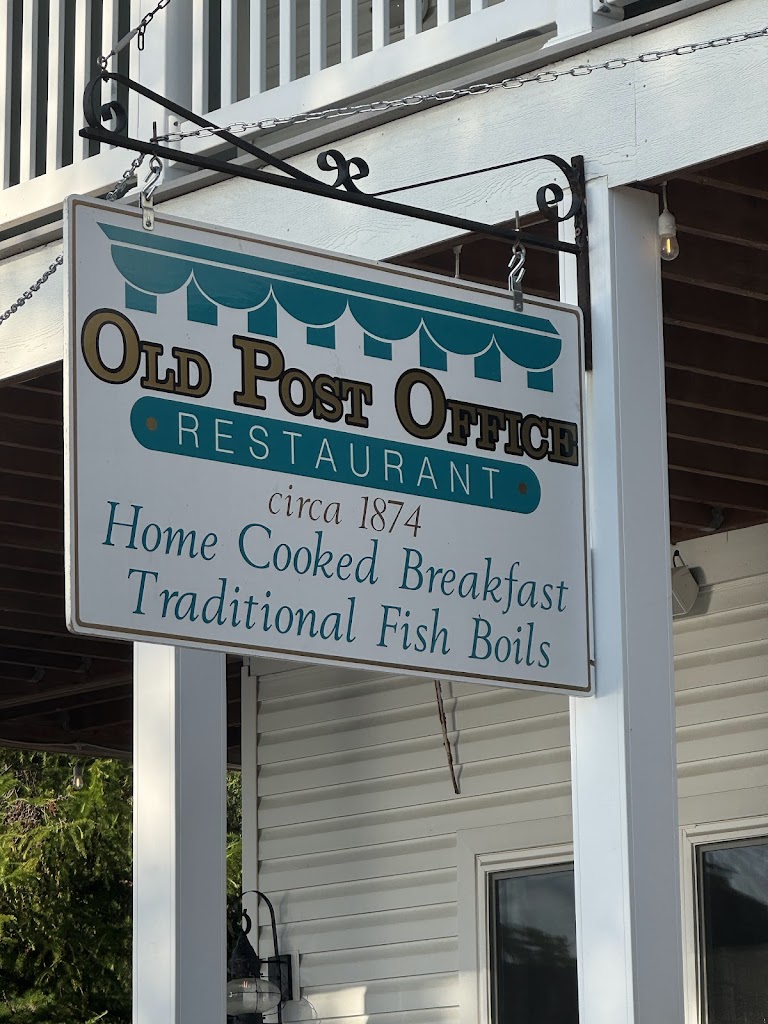 Old Post Office
RESTAURANT
circa 1874
Home Cooked Breakfast
Traditional Fish Boils